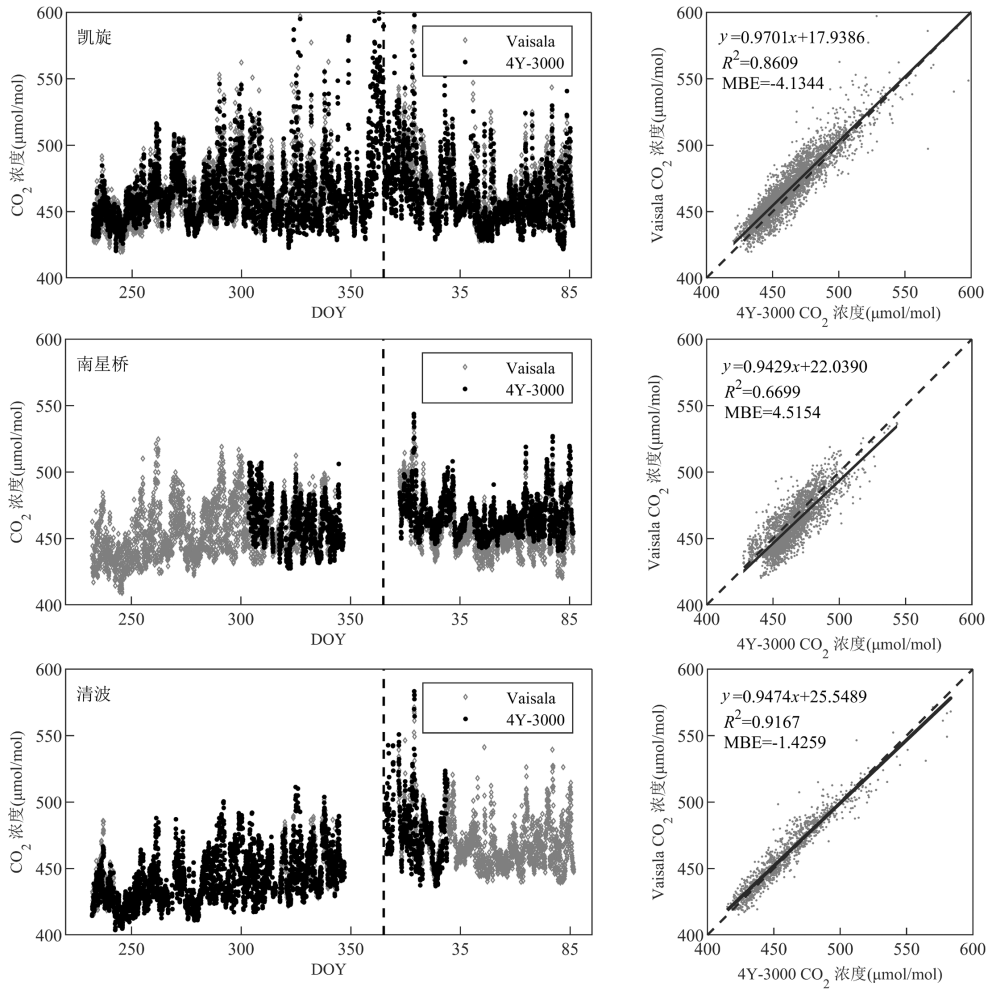 凯旋
Vaisala
4Y-3000
CO2 浓度(μmol/mol)
600
550
500
450
400
250
300
350
35
85
DOY
y=0.9701x+17.9386
R²=0.8609
MBE=-4.1344
Vaisala CO2 浓度(μmol/mol)
600
550
500
450
400
400
450
500
550
600
4Y-3000 CO2 浓度(μmol/mol)
南星桥
Vaisala
4Y-3000
CO2 浓度(μmol/mol)
600
550
500
450
400
250
300
350
35
85
DOY
y=0.9429x+22.0390
R²=0.6699
MBE=4.5154
Vaisala CO2 浓度(μmol/mol)
600
550
500
450
400
400
450
500
550
600
4Y-3000 CO2 浓度(μmol/mol)
清波
Vaisala
4Y-3000
CO2 浓度(μmol/mol)
600
550
500
450
400
250
300
350
35
85
DOY
y=0.9474x+25.5489
R²=0.9167
MBE=-1.4259
Vaisala CO2 浓度(μmol/mol)
600
550
500
450
400
400
450
500
550
600
4Y-3000 CO2 浓度(μmol/mol)